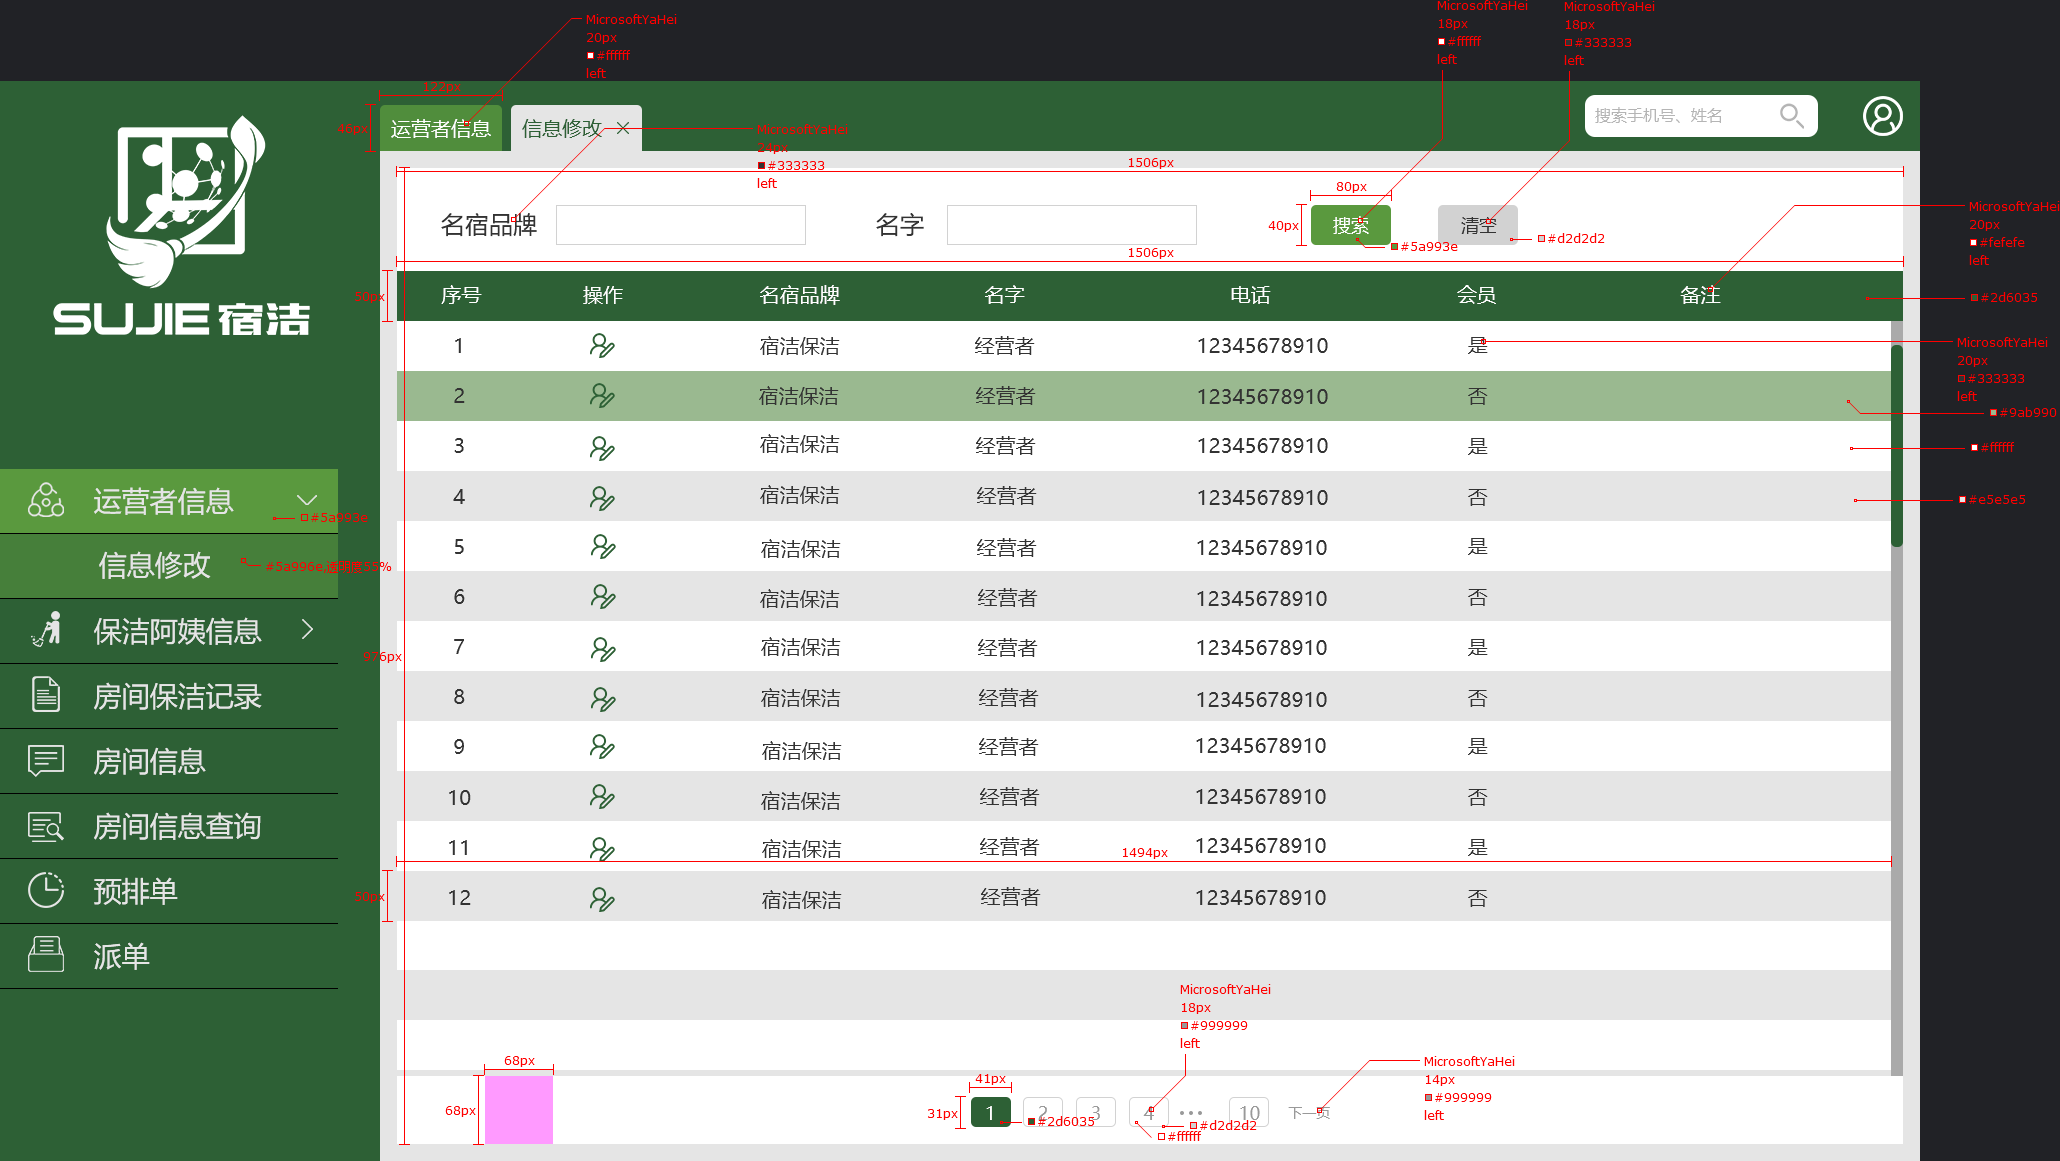 MicrosoftYaHei
20px
#ffffff
left
MicrosoftYaHei
18px
#ffffff
left
MicrosoftYaHei
18px
#333333
left
122px
40px
运营者信息
信息修改
搜索手机号、姓名
MicrosoftYaHei
24px
#333333
left
1506px
80px
40px
名宿品牌
名字
搜索
清空
#5a993e
#d2d2d2
1506px
MicrosoftYaHei
20px
#fefefe
left
#2d6035
SUJIE宿洁
50px
序号 操作 名宿品牌 名字 电话 会员 备注
1 宿洁保洁 经营者 12345678910 是
2 宿洁保洁 经营者 12345678910 否
3 宿洁保洁 经营者 12345678910 是
4 宿洁保洁 经营者 12345678910 否
5 宿洁保洁 经营者 12345678910 是
6 宿洁保洁 经营者 12345678910 否
7 宿洁保洁 经营者 12345678910 是
8 宿洁保洁 经营者 12345678910 否
9 宿洁保洁 经营者 12345678910 是
10 宿洁保洁 经营者 12345678910 否
11 宿洁保洁 经营者 12345678910 是
12 宿洁保洁 经营者 12345678910 否
MicrosoftYaHei
20px
#333333
left
#9ab990
#ffffff
#e5e5e5
运营者信息
#5a993e
信息修改
#5a996e
保洁阿姨信息
976px
房间保洁记录
房间信息
房间信息查询
预排单
派单
1494px
50px
MicrosoftYaHei
18px
#999999
left
MicrosoftYaHei
14px
#999999
left
68px
68px
41px
31px
1 2 3 4 ••• 10 下一页
#2d6035
#d2d2d2
#ffffff